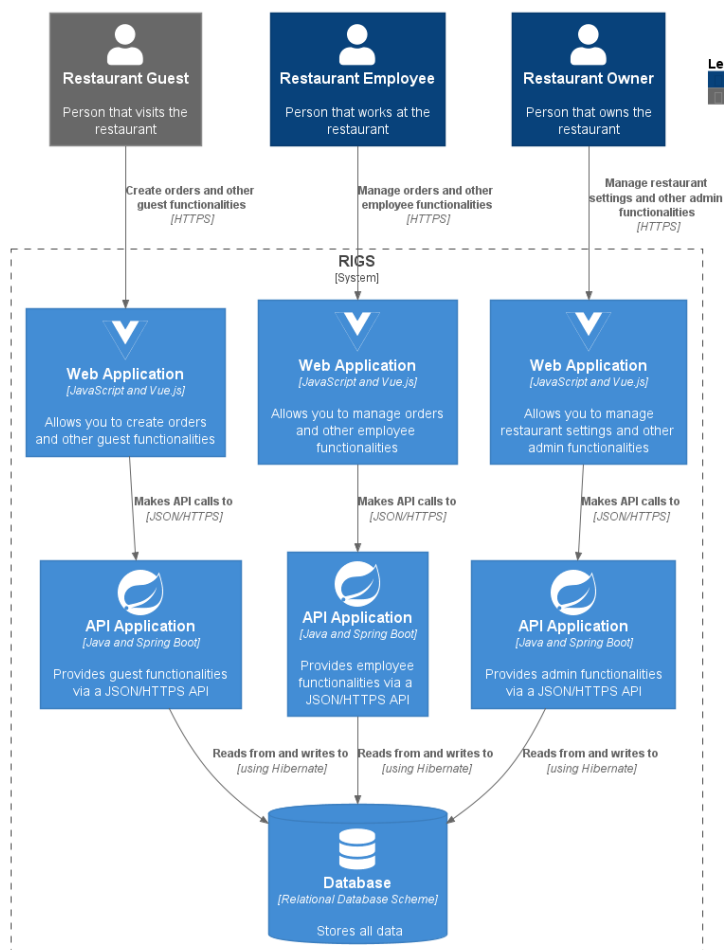 Restaurant Guest
Person that visits the
restaurant
Restaurant Employee
Person that works at the
restaurant
Restaurant Owner
Person that owns the
restaurant
Create orders and other
guest functionalities
[HTTPS]
Manage orders and other
employee functionalities
[HTTPS]
Manage restaurant
settings and other admin
functionalities
[HTTPS]
RIGS
[System]
Web Application
[JavaScript and Vue.js]
Allows you to create orders
and other guest functionalities
Web Application
[JavaScript and Vue.js]
Allows you to manage orders
and other employee
functionalities
Web Application
[JavaScript and Vue.js]
Allows you to manage
restaurant settings and other
admin functionalities
Makes API calls to
[JSON/HTTPS]
Makes API calls to
[JSON/HTTPS]
Makes API calls to
[JSON/HTTPS]
API Application
[Java and Spring Boot]
Provides guest functionalities
via a JSON/HTTPS API
API Application
[Java and Spring Boot]
Provides employee
functionalities via a
JSON/HTTPS API
API Application
[Java and Spring Boot]
Provides admin functionalities
via a JSON/HTTPS API
Reads from and writes to
[using Hibernate]
Reads from and writes to
[using Hibernate]
Reads from and writes to
[using Hibernate]
Database
[Relational Database Scheme]
Stores all data